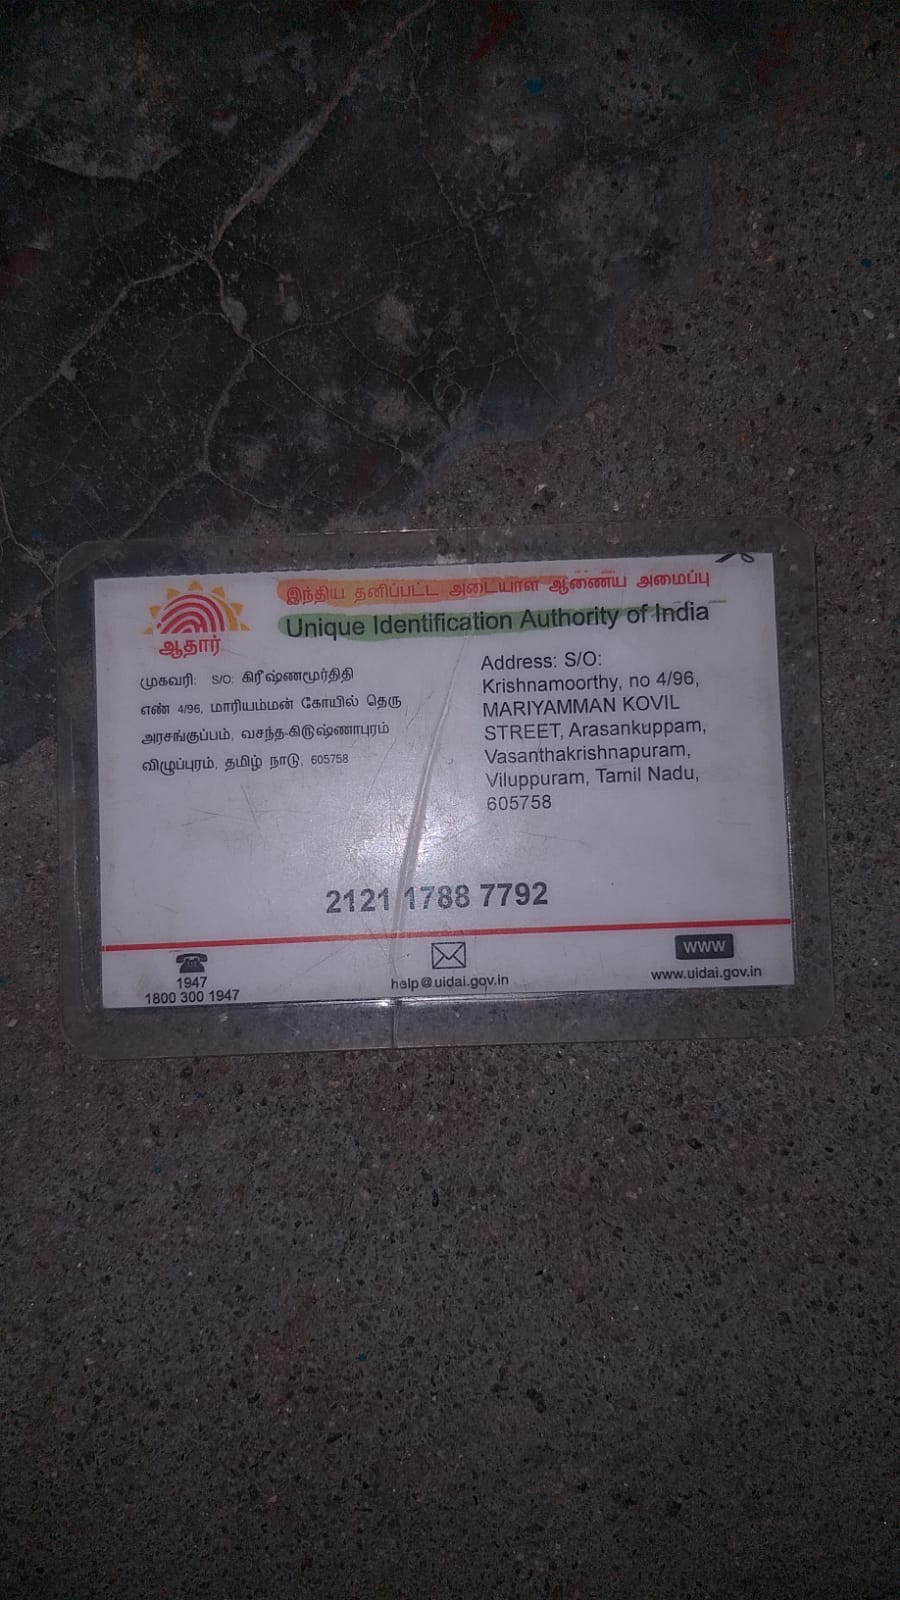 இந்திய தனிப்பட்ட அடையாள ஆணைய அமைப்பு
Unique Identification Authority of India
ஆதார்
முகவரி: S/O: கிரீஷ்ணமூர்திதி
எண் 4/96, மாரியம்மன் கோயில் தெரு
அரசங்குப்பம், வசந்த-கிருஷ்ணாபுரம்
விழுப்புரம், தமிழ் நாடு, 605758
Address: S/O:
Krishnamoorthy, no 4/96,
MARIYAMMAN KOVIL
STREET, Arasankuppam,
Vasanthakrishnapuram,
Viluppuram, Tamil Nadu,
605758
2121 1788 7792
1947
1800 300 1947
help@uidai.gov.in
www
www.uidai.gov.in